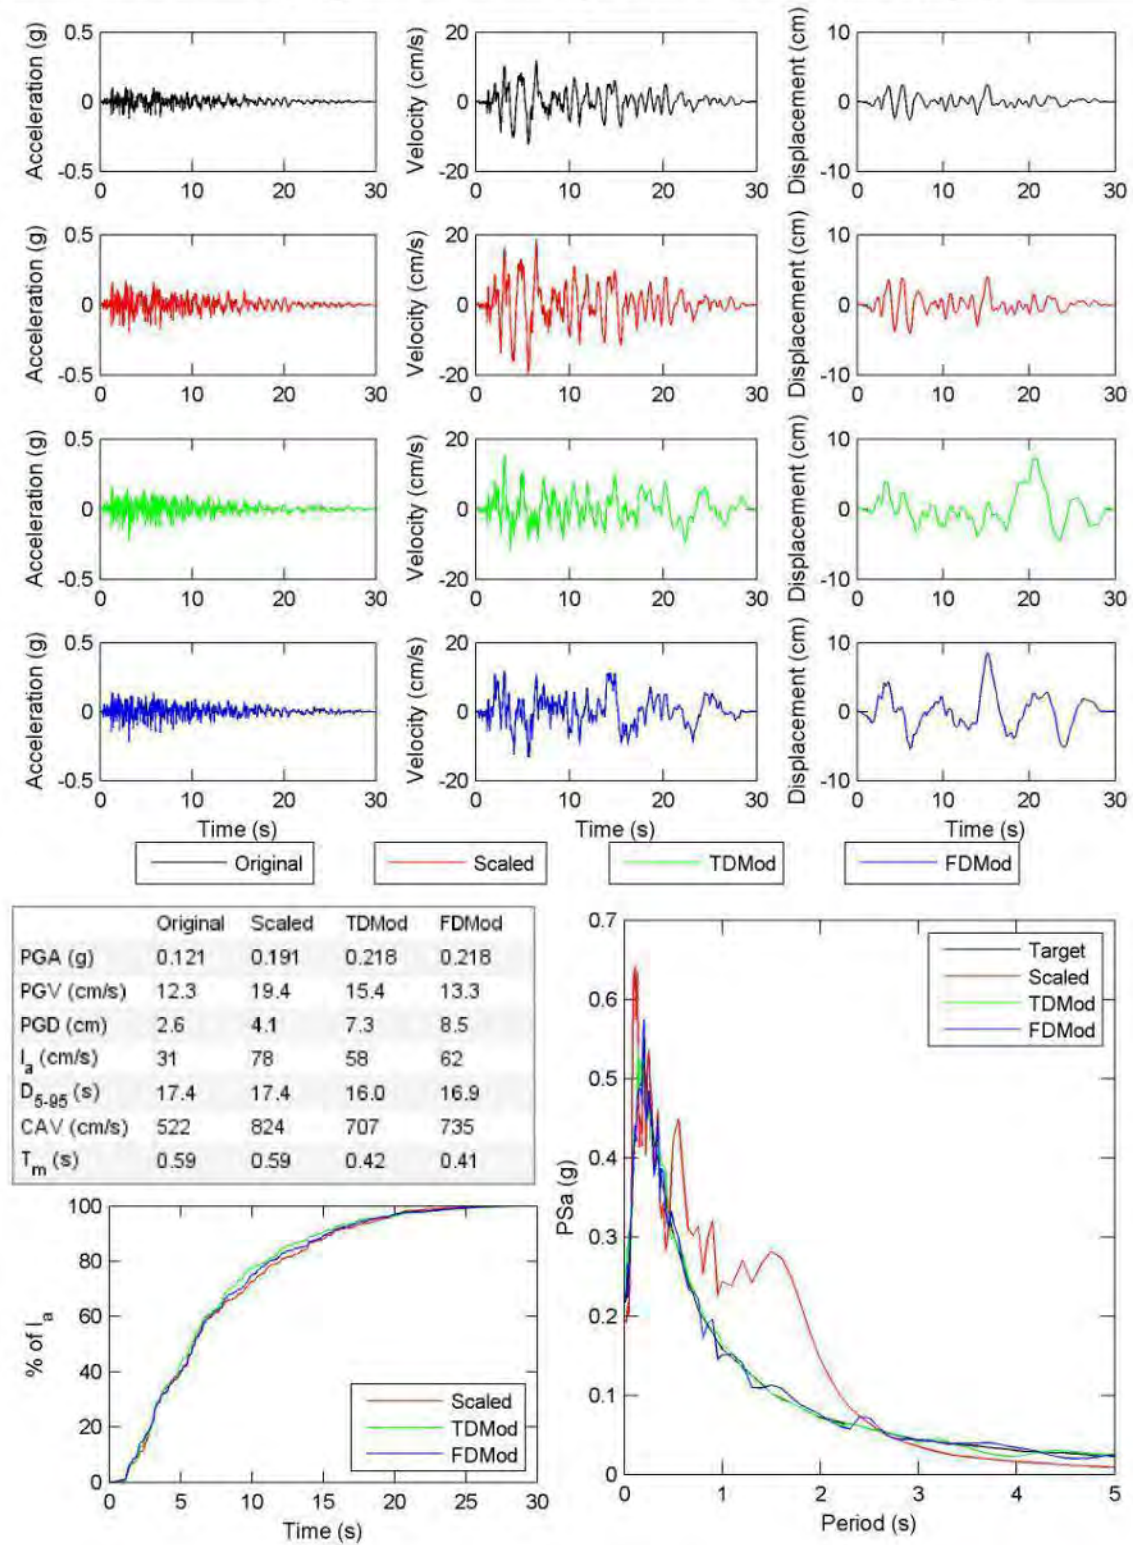 Acceleration (g)
0.5
0
-0.5
0 10 20 30
Velocity (cm/s)
20
0
-20
0 10 20 30
Displacement (cm)
10
0
-10
0 10 20 30
Acceleration (g)
0.5
0
-0.5
0 10 20 30
Velocity (cm/s)
20
0
-20
0 10 20 30
Displacement (cm)
10
0
-10
0 10 20 30
Acceleration (g)
0.5
0
-0.5
0 10 20 30
Velocity (cm/s)
20
0
-20
0 10 20 30
Displacement (cm)
10
0
-10
0 10 20 30
Acceleration (g)
0.5
0
-0.5
0 10 20 30
Time (s)
Velocity (cm/s)
20
0
-20
0 10 20 30
Time (s)
Displacement (cm)
10
0
-10
0 10 20 30
Time (s)
Original Scaled TDMod FDMod
Original Scaled TDMod FDMod
PGA (g) 0.121 0.191 0.218 0.218
PGV (cm/s) 12.3 19.4 15.4 13.3
PGD (cm) 2.6 4.1 7.3 8.5
Ia (cm/s) 31 78 58 62
D5-95 (s) 17.4 17.4 16.0 16.9
CAV (cm/s) 522 824 707 735
Tm (s) 0.59 0.59 0.42 0.41
% of Ia
100
80
60
40
20
0
0 5 10 15 20 25 30
Time (s)
Scaled
TDMod
FDMod
PSa (g)
0.7
0.6
0.5
0.4
0.3
0.2
0.1
0
0 1 2 3 4 5
Period (s)
Target
Scaled
TDMod
FDMod